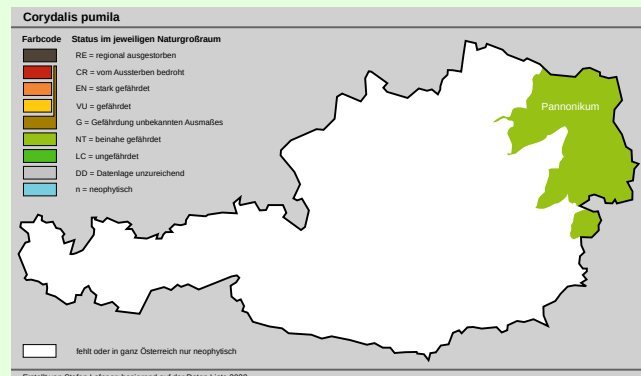 Corydalis pumila
Farbcode Status im jeweiligen Naturgroßraum
RE = regional ausgestorben
CR = vom Aussterben bedroht
EN = stark gefährdet
VU = gefährdet
G = Gefährdung unbekannten Ausmaßes
NT = beinahe gefährdet
LC = ungefährdet
DD = Datenlage unzureichend
n = neophytisch
Pannonikum
fehlt oder in ganz Österreich nur neophytisch